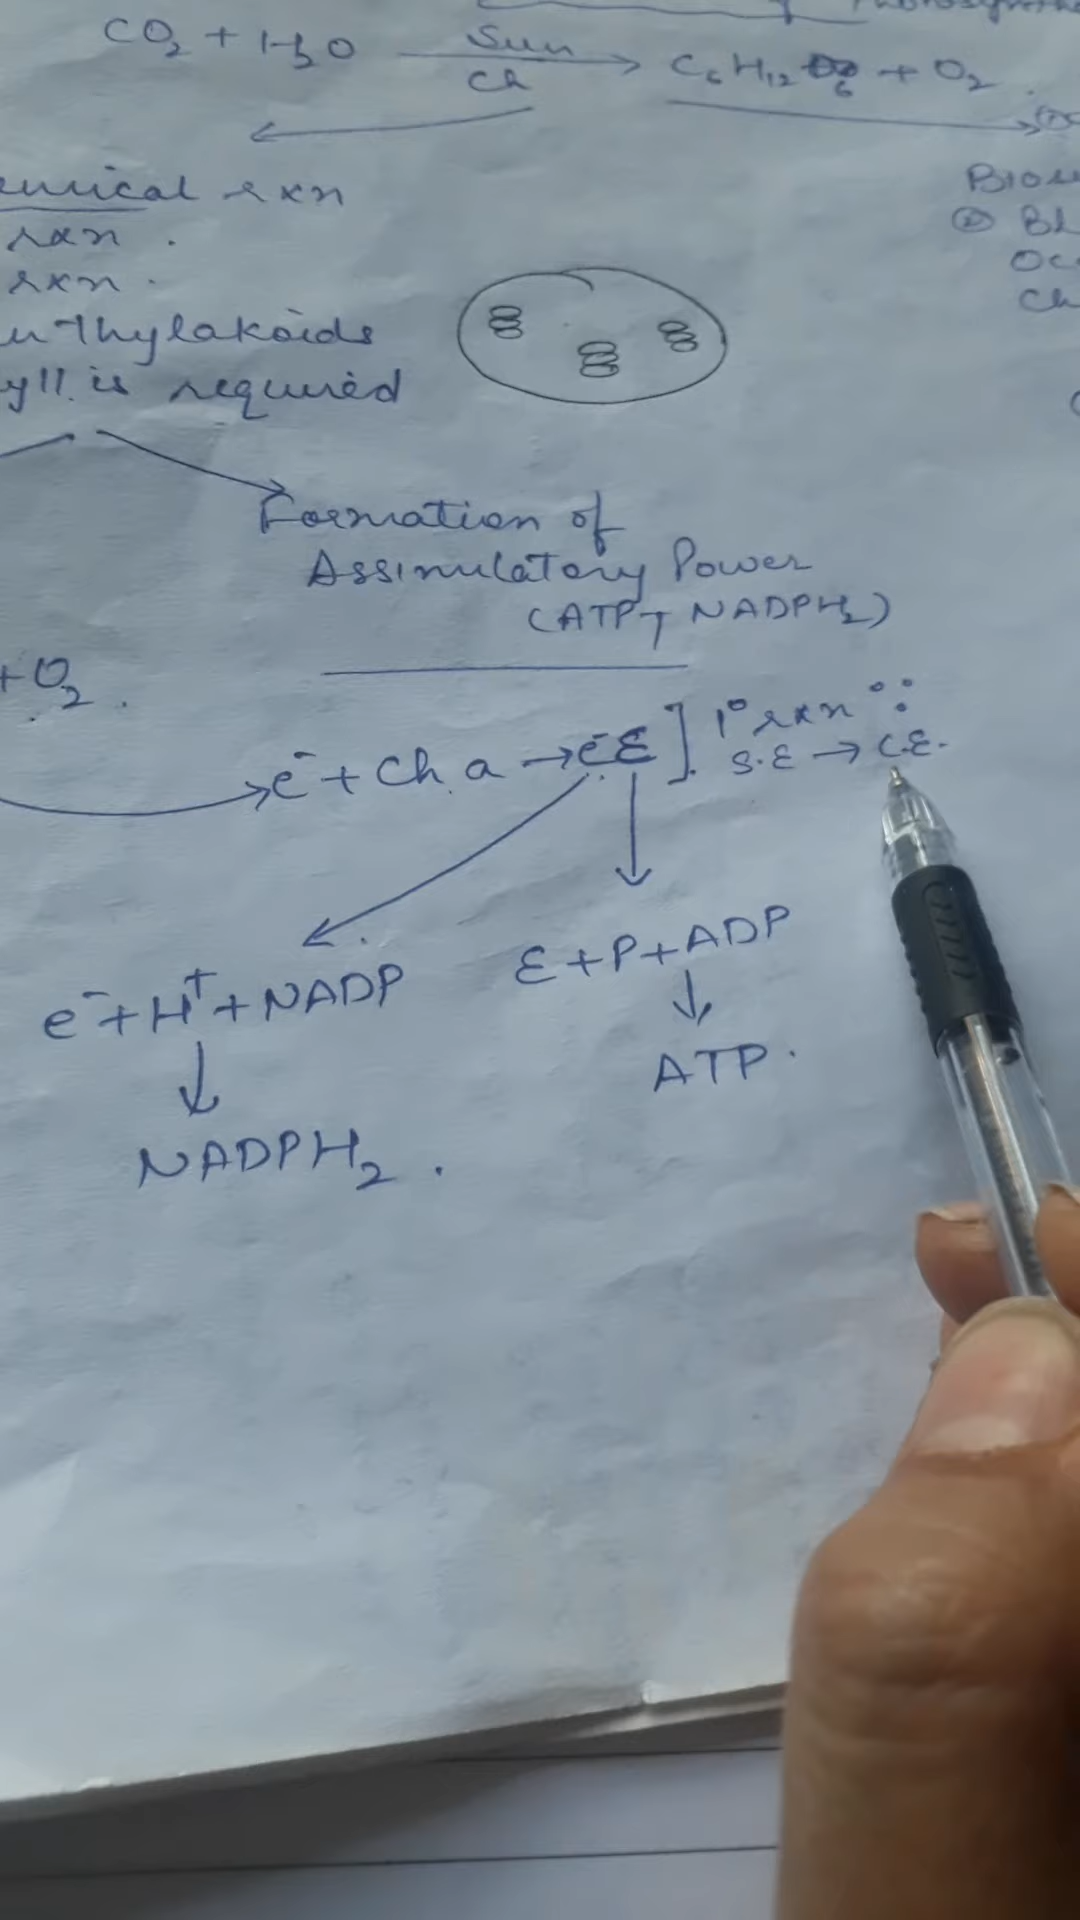 CO2 + H2O Sun Ch C6H12O6 + O2
rxn
rxn .
rxn .
Thylakoids
is required
Formation of
Assimulatory Power
(ATP + NADPH2)
+O2 .
e- + Ch a → e-E ] 1° rxn ∵
S.E → C.E.
e- + H+ + NADP
E + P + ADP
↓
ATP .
↓
NADPH2 .